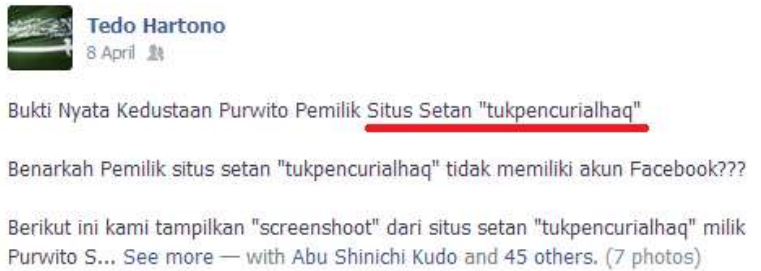 Tedo Hartono
8 April
Bukti Nyata Kedustaan Purwito Pemilik Situs Setan "tukpencurialhaq"
Benarkah Pemilik situs setan "tukpencurialhaq" tidak memiliki akun Facebook???
Berikut ini kami tampilkan "screenshoot" dari situs setan "tukpencurialhaq" milik
Purwito S... See more — with Abu Shinichi Kudo and 45 others. (7 photos)